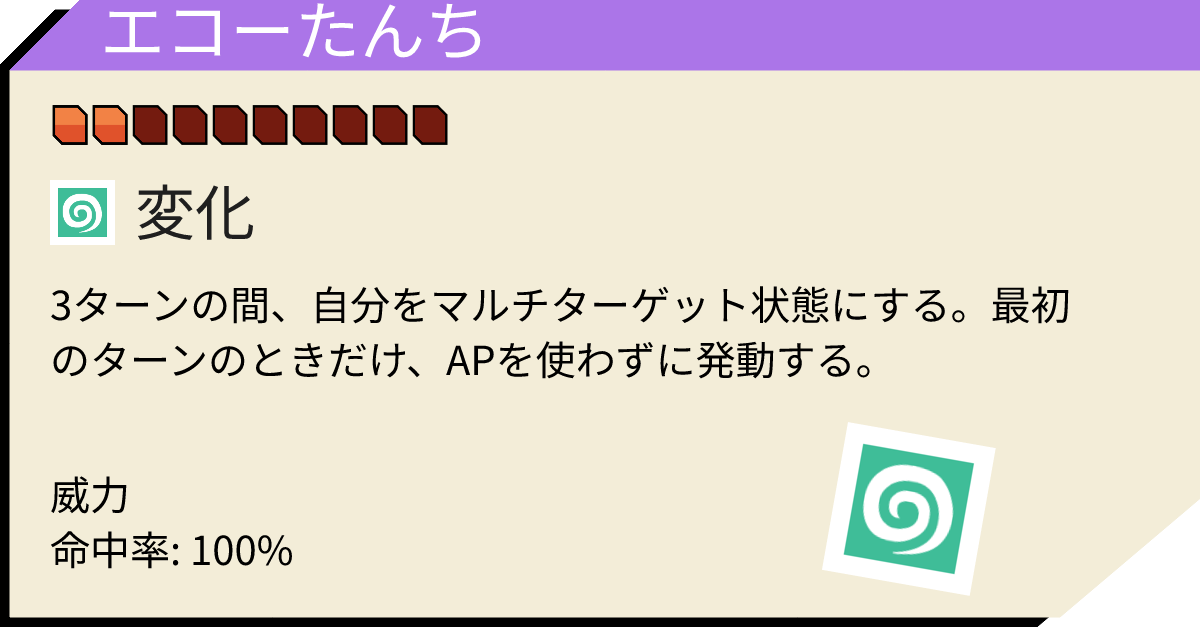 エコーたんち
変化
3ターンの間、自分をマルチターゲット状態にする。最初
のターンのときだけ、APを使わずに発動する。
威力
命中率: 100%